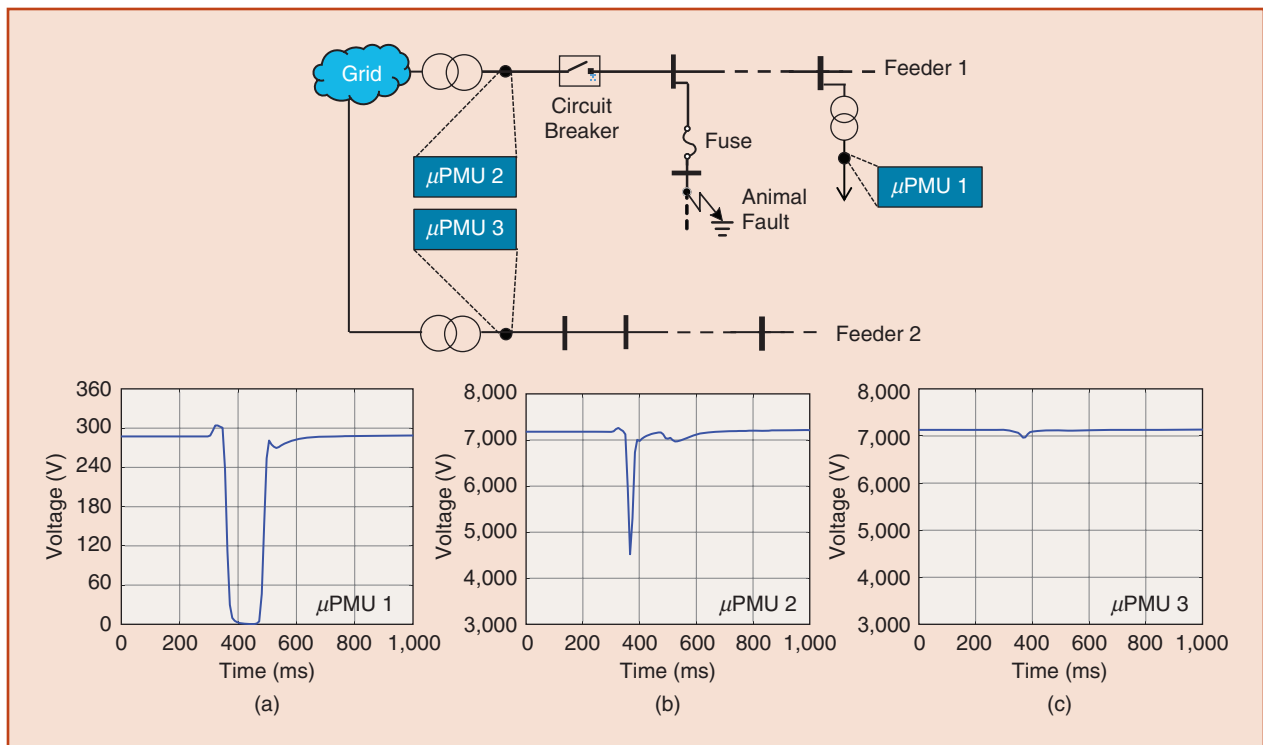 Grid
Feeder 1
Circuit
Breaker
Fuse
μPMU 2
μPMU 1
μPMU 3
Animal
Fault
Feeder 2
360
300
240
180
120
60
0
Voltage (V)
μPMU 1
0 200 400 600 800 1,000
Time (ms)
(a)
8,000
7,000
6,000
5,000
4,000
3,000
Voltage (V)
μPMU 2
0 200 400 600 800 1,000
Time (ms)
(b)
8,000
7,000
6,000
5,000
4,000
3,000
Voltage (V)
μPMU 3
0 200 400 600 800 1,000
Time (ms)
(c)